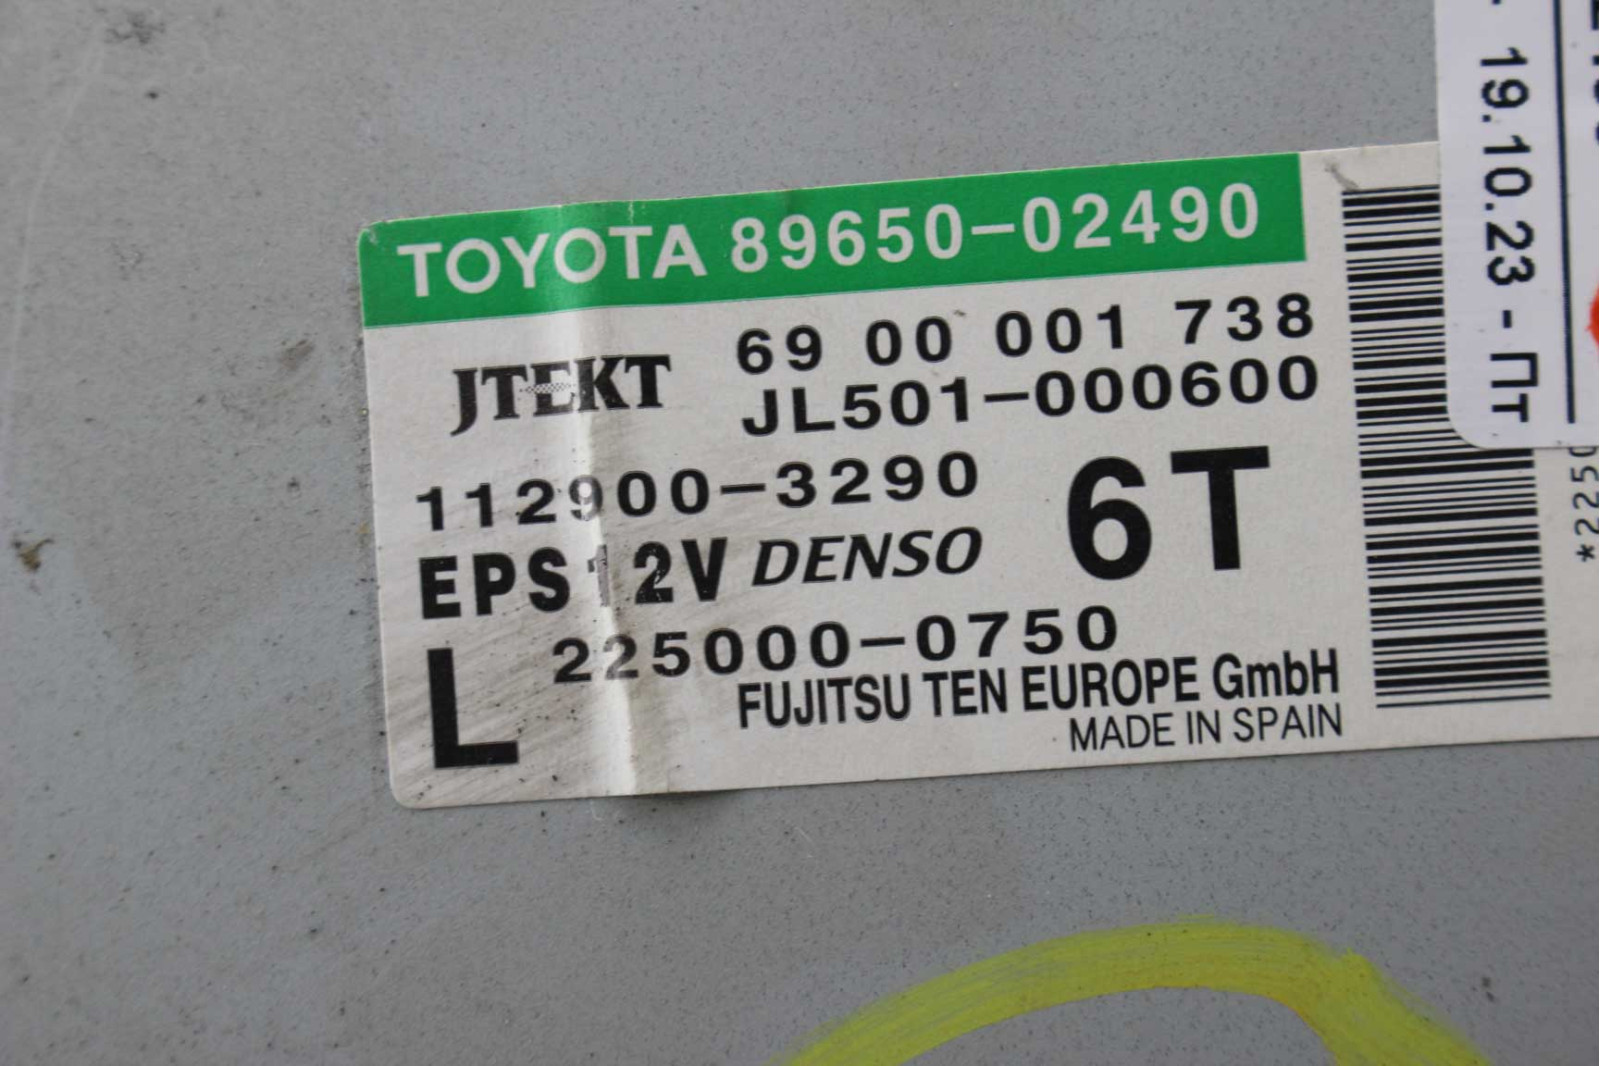 TOYOTA 89650-02490
JTEKT
69 00 001 738
JL501-000600
112900-3290
6T
EPS 12V DENSO
L
225000-0750
FUJITSU TEN EUROPE GmbH
MADE IN SPAIN
19.10.23 - Пт
*2250